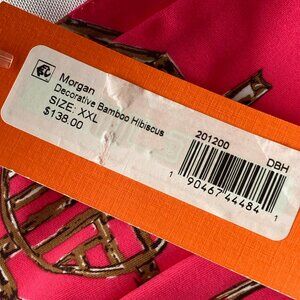 Morgan
Decorative Bamboo Hibiscus
SIZE: XXL
$138.00
201200
DBH
1 90467 44484 1